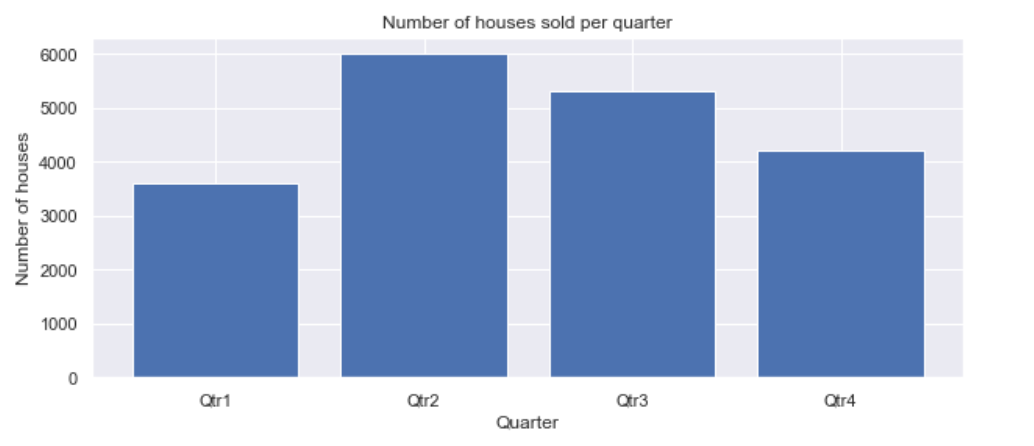 Number of houses sold per quarter
6000
5000
4000
3000
2000
1000
0
Number of houses
Qtr1 Qtr2 Qtr3 Qtr4
Quarter